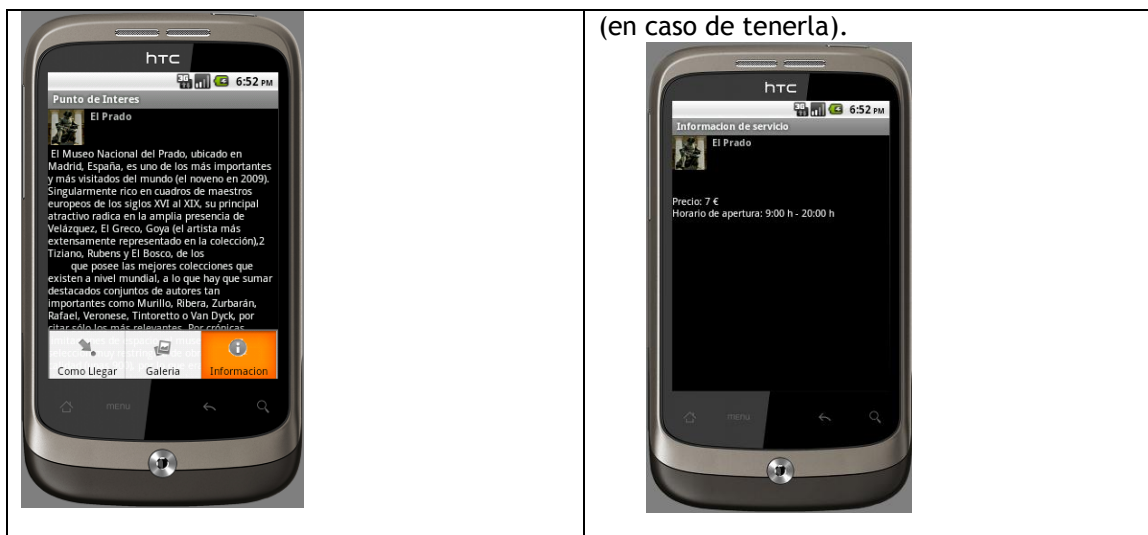 hTC
3G 6:52 PM
Punto de Interes
El Prado
El Museo Nacional del Prado, ubicado en
Madrid, España, es uno de los más importantes
y más visitados del mundo (el noveno en 2009).
Singularmente rico en cuadros de maestros
europeos de los siglos XVI al XIX, su principal
atractivo radica en la amplia presencia de
Velázquez, El Greco, Goya (el artista más
extensamente representado en la colección),2
Tiziano, Rubens y El Bosco, de los
que posee las mejores colecciones que
existen a nivel mundial, a lo que hay que sumar
destacados conjuntos de autores tan
importantes como Murillo, Ribera, Zurbarán,
Rafael, Veronese, Tintoretto o Van Dyck, por
citar sólo los más relevantes. Por crónicas
Como Llegar
Galeria
Informacion
menu
(en caso de tenerla).
hTC
3G 6:52 PM
Informacion de servicio
El Prado
Precio: 7 €
Horario de apertura: 9:00 h - 20:00 h
menu